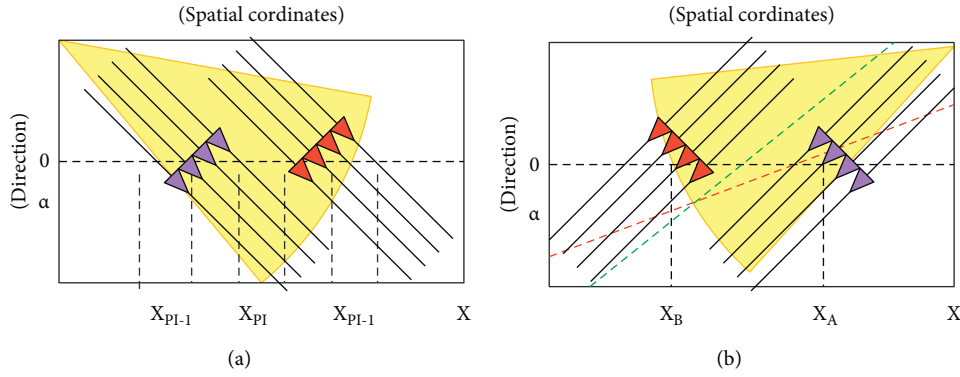 (Spatial cordinates)
(Direction)
0
α
X_PI-1 X_PI X_PI-1 X
(a)
(Spatial cordinates)
(Direction)
0
α
X_B X_A X
(b)